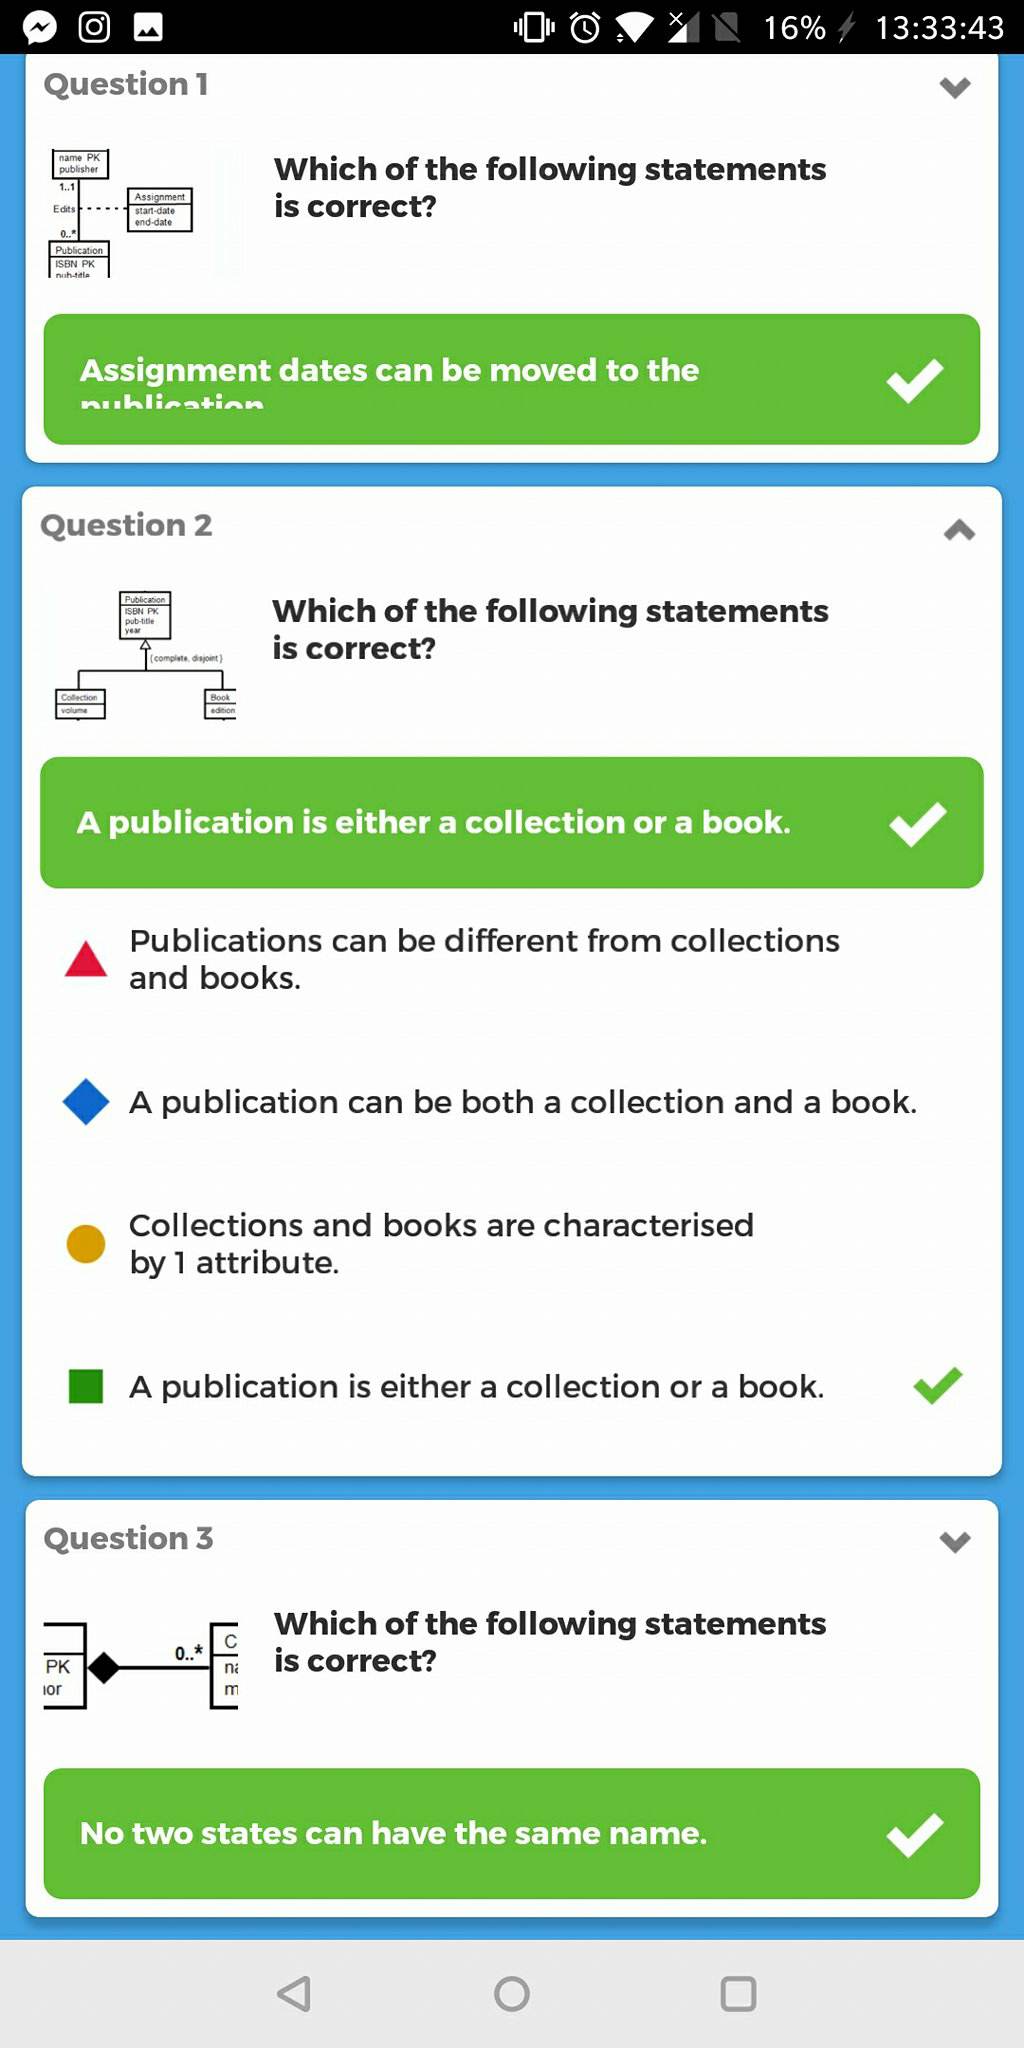 16% 13:33:43
Question 1
name PK
publisher
1..1
Edits
Assignment
start-date
end-date
0..*
Publication
ISBN PK
pub-title
Which of the following statements
is correct?
Assignment dates can be moved to the
publication
Question 2
Publication
ISBN PK
pub-title
year
{complete, disjoint}
Collection
volume
Book
edition
Which of the following statements
is correct?
A publication is either a collection or a book.
Publications can be different from collections
and books.
A publication can be both a collection and a book.
Collections and books are characterised
by 1 attribute.
A publication is either a collection or a book.
Question 3
PK
0..*
C
Which of the following statements
is correct?
No two states can have the same name.